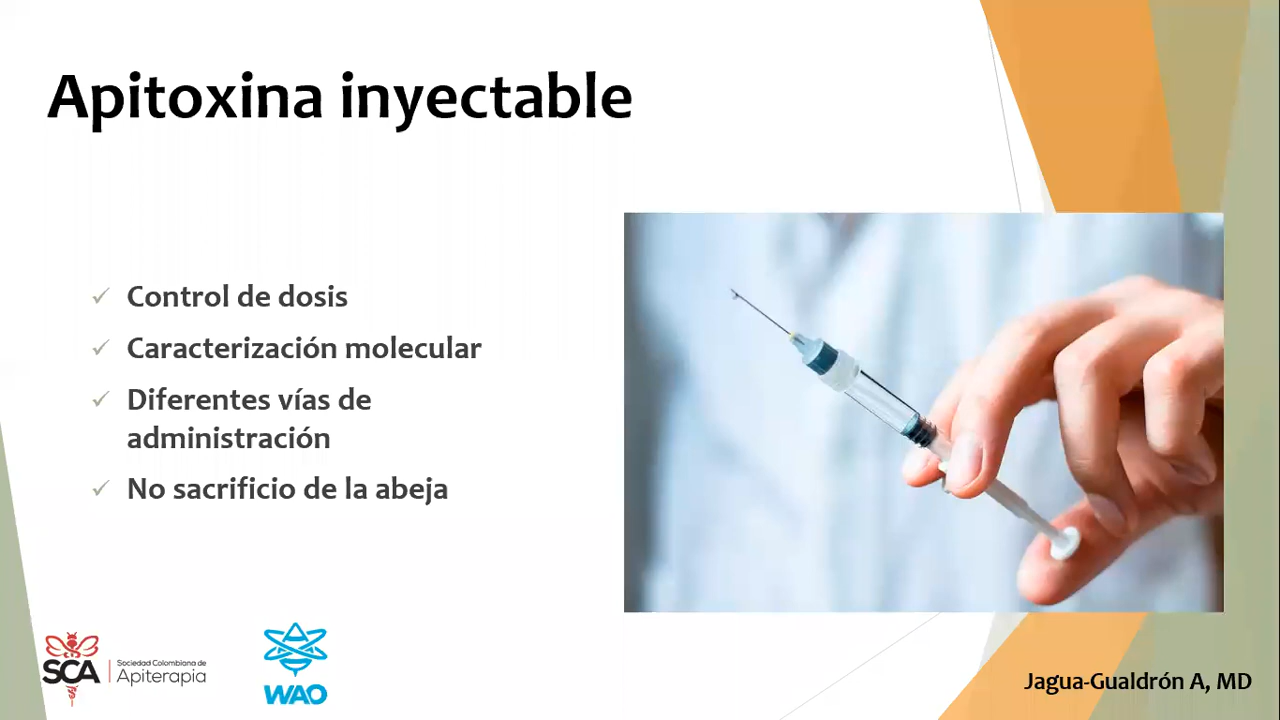 Apitoxina inyectable
Control de dosis
Caracterización molecular
Diferentes vías de
administración
No sacrificio de la abeja
SCA
Sociedad Colombiana de
Apiterapia
WAO
Jagua-Gualdrón A, MD